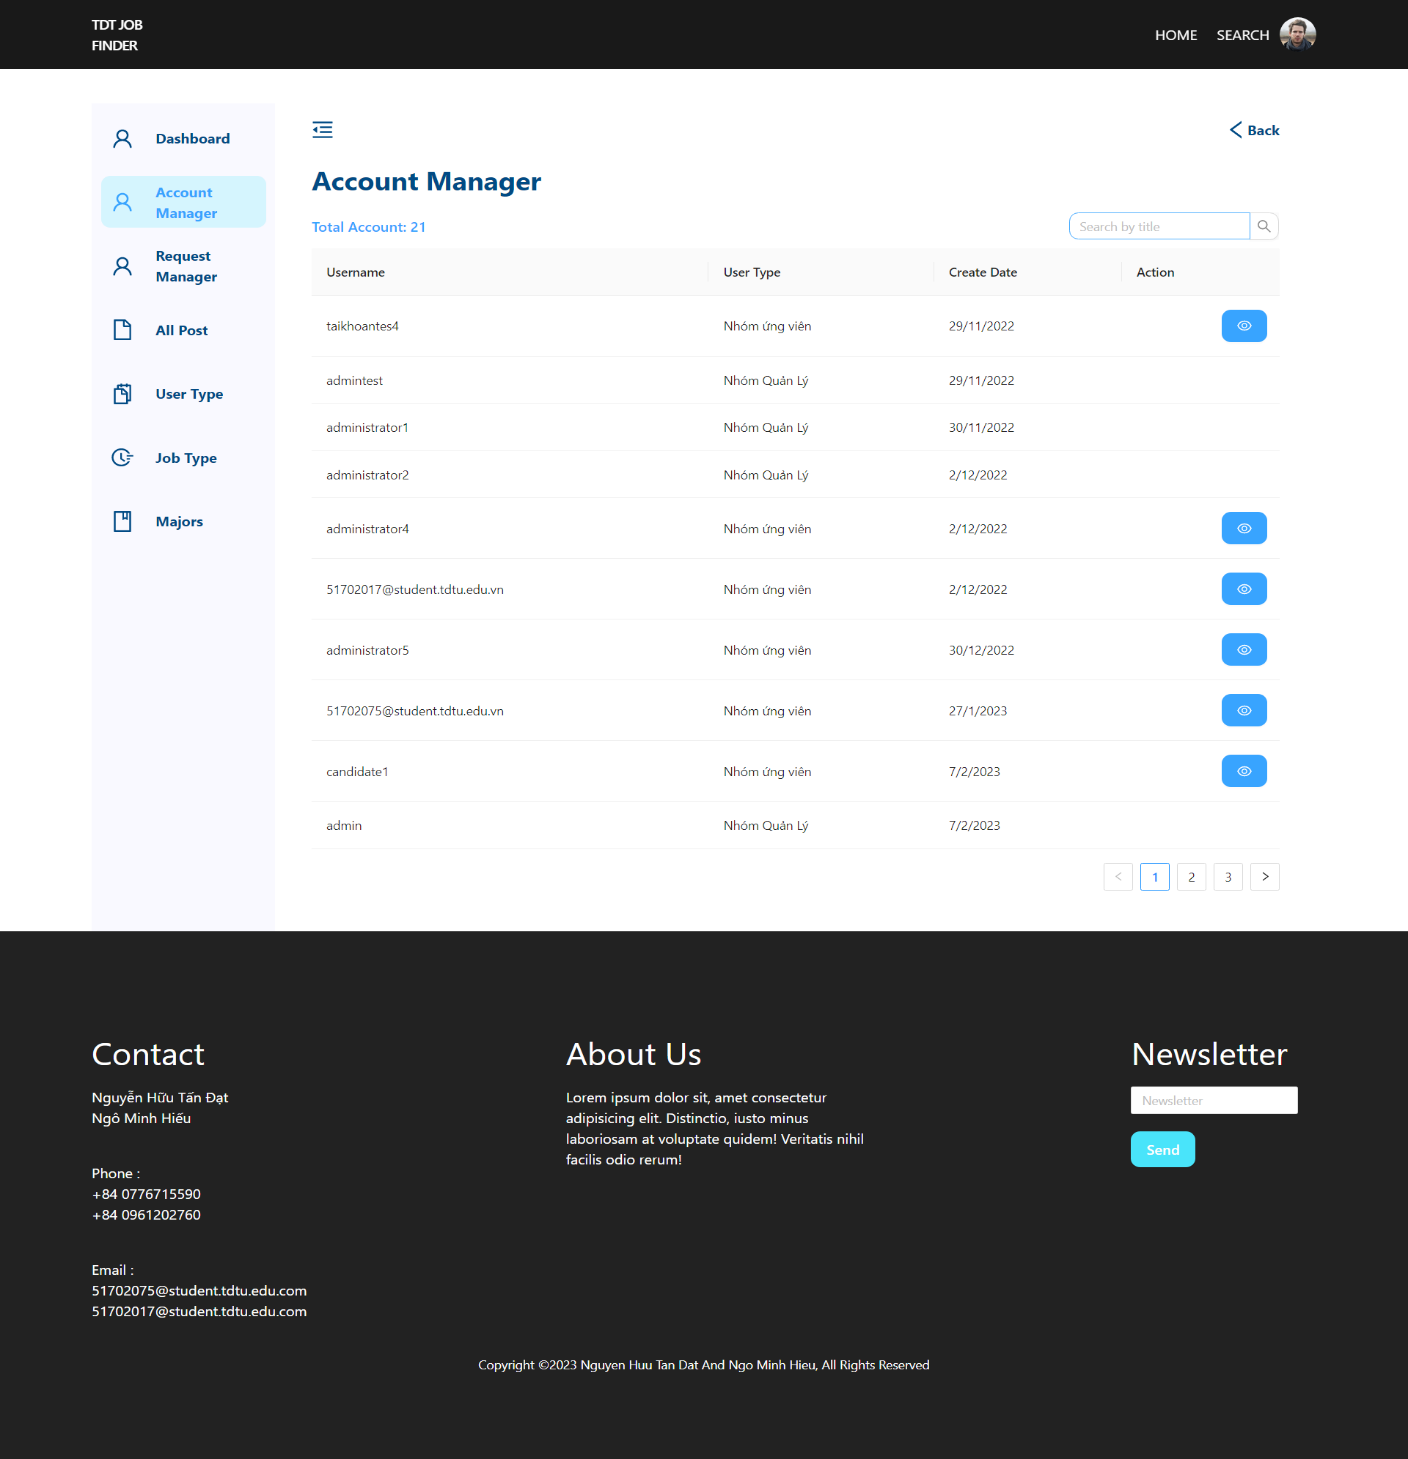 TDT JOB
FINDER
HOME
SEARCH
Dashboard
Account
Manager
Request
Manager
All Post
User Type
Job Type
Majors
Back
Account Manager
Total Account: 21
Search by title
Username User Type Create Date Action
taikhoantes4 Nhóm ứng viên 29/11/2022
admintest Nhóm Quản Lý 29/11/2022
administrator1 Nhóm Quản Lý 30/11/2022
administrator2 Nhóm Quản Lý 2/12/2022
administrator4 Nhóm ứng viên 2/12/2022
51702017@student.tdtu.edu.vn Nhóm ứng viên 2/12/2022
administrator5 Nhóm ứng viên 30/12/2022
51702075@student.tdtu.edu.vn Nhóm ứng viên 27/1/2023
candidate1 Nhóm ứng viên 7/2/2023
admin Nhóm Quản Lý 7/2/2023
< 1 2 3 >
Contact
Nguyễn Hữu Tấn Đạt
Ngô Minh Hiếu
Phone :
+84 0776715590
+84 0961202760
Email :
51702075@student.tdtu.edu.com
51702017@student.tdtu.edu.com
About Us
Lorem ipsum dolor sit, amet consectetur
adipisicing elit. Distinctio, iusto minus
laboriosam at voluptate quidem! Veritatis nihil
facilis odio rerum!
Newsletter
Newsletter
Send
Copyright ©2023 Nguyen Huu Tan Dat And Ngo Minh Hieu, All Rights Reserved